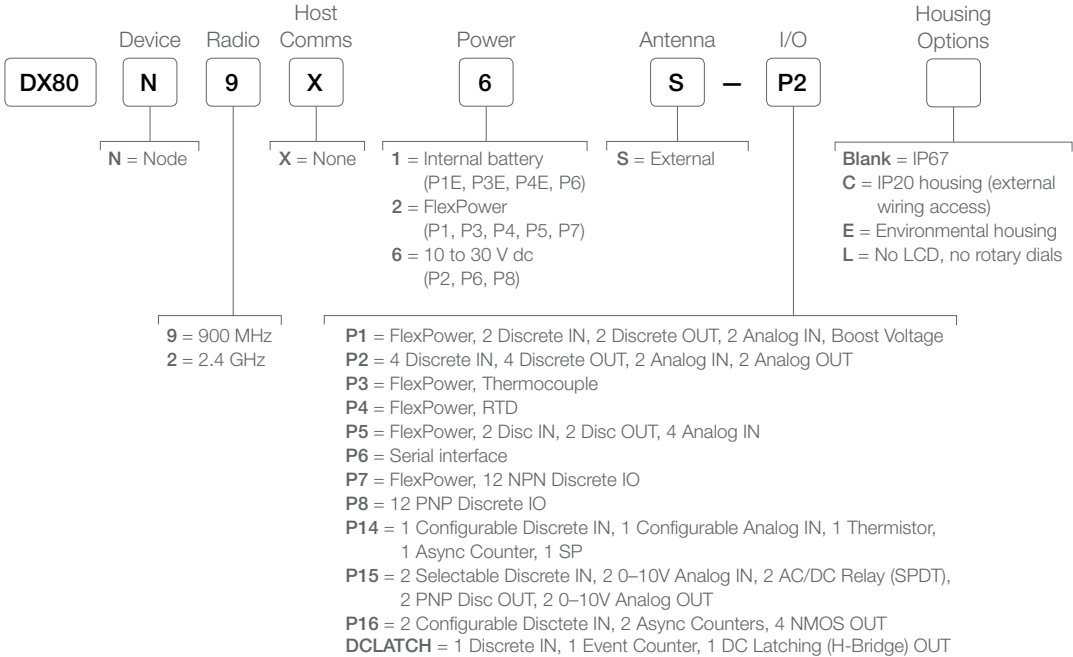 Host
Housing
Device Radio Comms Power Antenna I/O Options
DX80 N 9 X 6 S – P2
N = Node
X = None
1 = Internal battery
(P1E, P3E, P4E, P6)
2 = FlexPower
(P1, P3, P4, P5, P7)
6 = 10 to 30 V dc
(P2, P6, P8)
S = External
Blank = IP67
C = IP20 housing (external
wiring access)
E = Environmental housing
L = No LCD, no rotary dials
9 = 900 MHz
2 = 2.4 GHz
P1 = FlexPower, 2 Discrete IN, 2 Discrete OUT, 2 Analog IN, Boost Voltage
P2 = 4 Discrete IN, 4 Discrete OUT, 2 Analog IN, 2 Analog OUT
P3 = FlexPower, Thermocouple
P4 = FlexPower, RTD
P5 = FlexPower, 2 Disc IN, 2 Disc OUT, 4 Analog IN
P6 = Serial interface
P7 = FlexPower, 12 NPN Discrete IO
P8 = 12 PNP Discrete IO
P14 = 1 Configurable Discrete IN, 1 Configurable Analog IN, 1 Thermistor,
1 Async Counter, 1 SP
P15 = 2 Selectable Discrete IN, 2 0–10V Analog IN, 2 AC/DC Relay (SPDT),
2 PNP Disc OUT, 2 0–10V Analog OUT
P16 = 2 Configurable Disctete IN, 2 Async Counters, 4 NMOS OUT
DCLATCH = 1 Discrete IN, 1 Event Counter, 1 DC Latching (H-Bridge) OUT